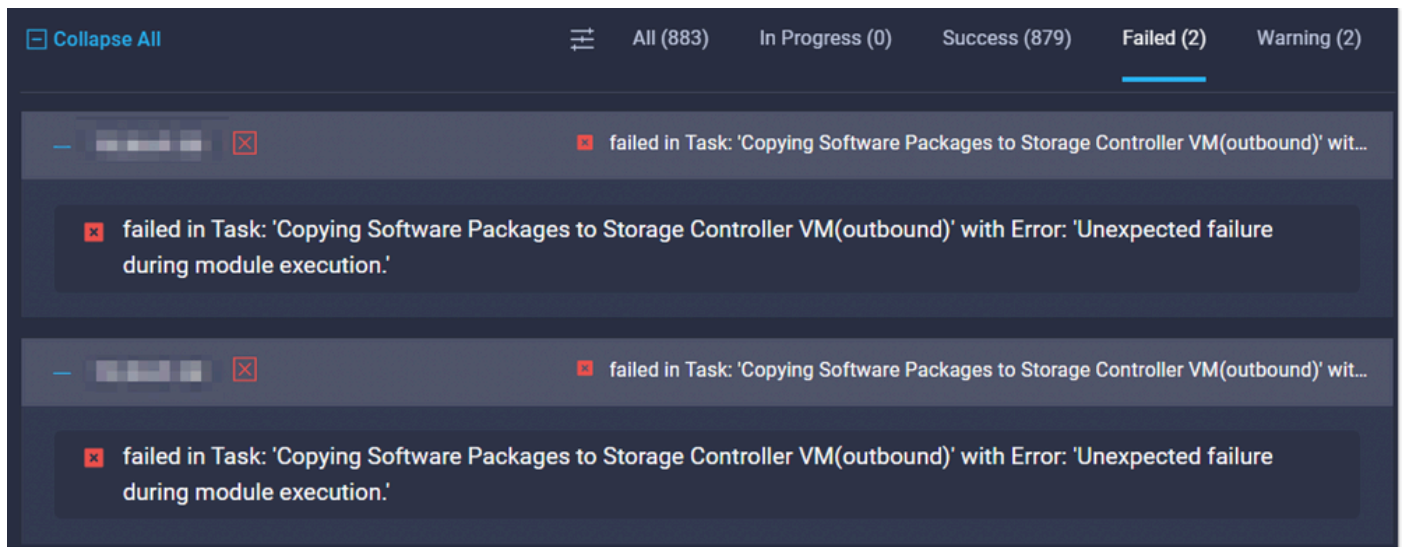 Collapse All All (883) In Progress (0) Success (879) Failed (2) Warning (2)
failed in Task: 'Copying Software Packages to Storage Controller VM(outbound)' wit...
failed in Task: 'Copying Software Packages to Storage Controller VM(outbound)' with Error: 'Unexpected failure
during module execution.'
failed in Task: 'Copying Software Packages to Storage Controller VM(outbound)' wit...
failed in Task: 'Copying Software Packages to Storage Controller VM(outbound)' with Error: 'Unexpected failure
during module execution.'